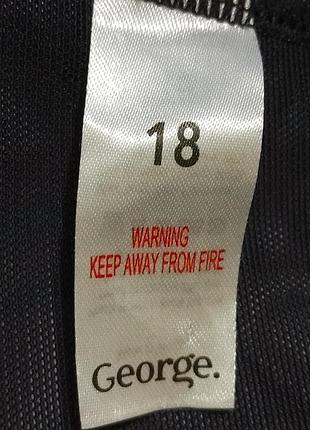 18
WARNING
KEEP AWAY FROM FIRE
George.